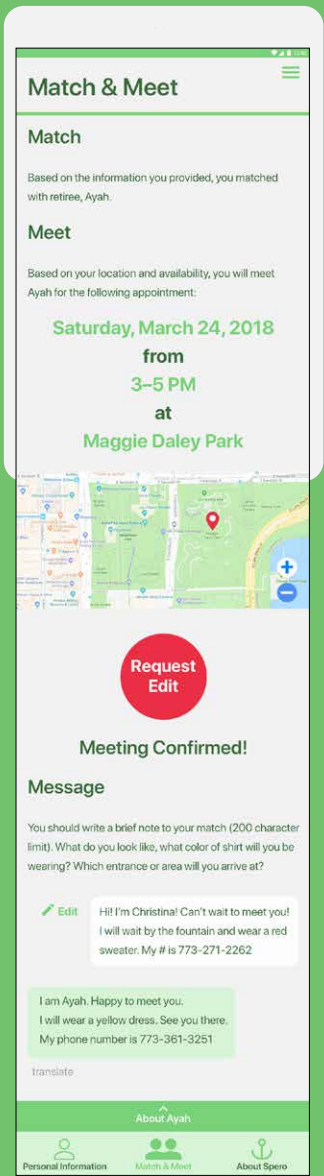 Match & Meet
Match
Based on the information you provided, you matched
with retiree, Ayah.
Meet
Based on your location and availability, you will meet
Ayah for the following appointment:
Saturday, March 24, 2018
from
3–5 PM
at
Maggie Daley Park
Request
Edit
Meeting Confirmed!
Message
You should write a brief note to your match (200 character
limit). What do you look like, what color of shirt will you be
wearing? Which entrance or area will you arrive at?
Edit
Hi! I'm Christina! Can't wait to meet you!
I will wait by the fountain and wear a red
sweater. My # is 773-271-2262
I am Ayah. Happy to meet you.
I will wear a yellow dress. See you there.
My phone number is 773-361-3251
translate
About Ayah
Personal Information
Match & Meet
About Spero